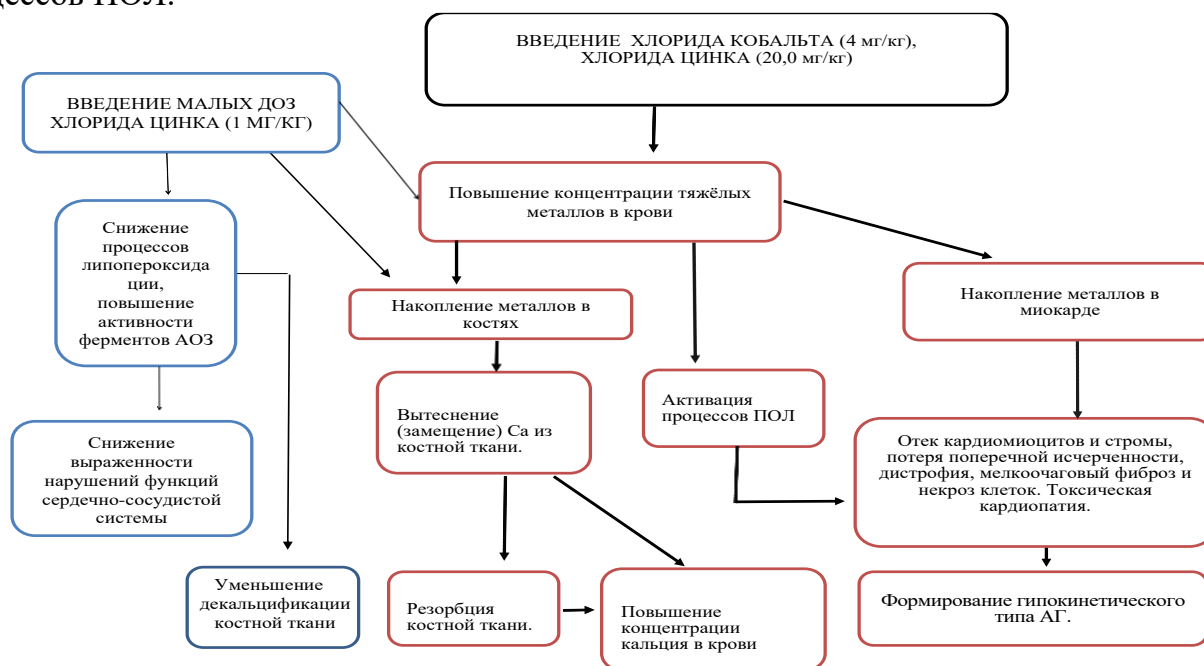 ВВЕДЕНИЕ ХЛОРИДА КОБАЛЬТА (4 мг/кг),
ХЛОРИДА ЦИНКА (20,0 мг/кг)
ВВЕДЕНИЕ МАЛЫХ ДОЗ
ХЛОРИДА ЦИНКА (1 МГ/КГ)
Повышение концентрации тяжёлых
металлов в крови
Снижение
процессов
липопероксида
ции,
повышение
активности
ферментов АОЗ
Накопление металлов в
костях
Накопление металлов в
миокарде
Вытеснение
(замещение) Са из
костной ткани.
Активация
процессов ПОЛ
Отек кардиомиоцитов и стромы,
потеря поперечной исчерченности,
дистрофия, мелкоочаговый фиброз и
некроз клеток. Токсическая
кардиопатия.
Снижение
выраженности
нарушений функций
сердечно-сосудистой
системы
Уменьшение
декальцификации
костной ткани
Резорбция
костной ткани.
Повышение
концентрации
кальция в крови
Формирование гипокинетического
типа АГ.